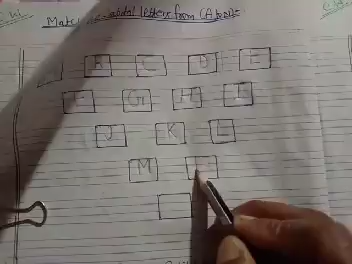 Match capital letters from (A to N)
B C D E
F G H I
J K L
M